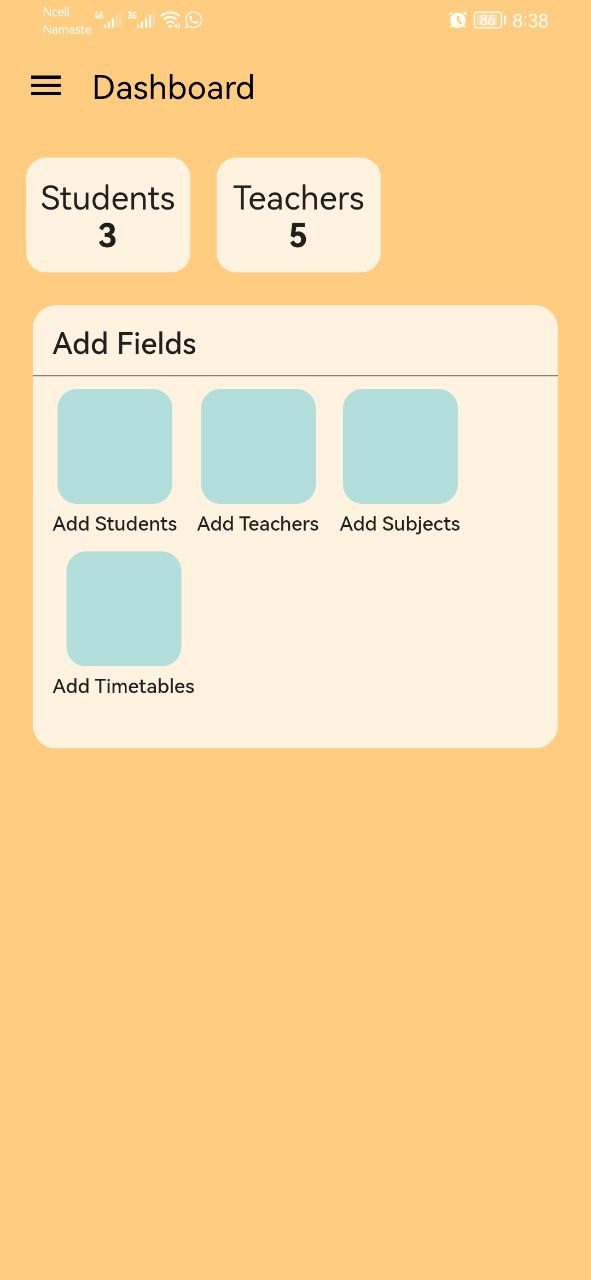 Ncell
Namaste 4G 3G 86 8:38
Dashboard
Students Teachers
3 5
Add Fields
Add Students Add Teachers Add Subjects
Add Timetables